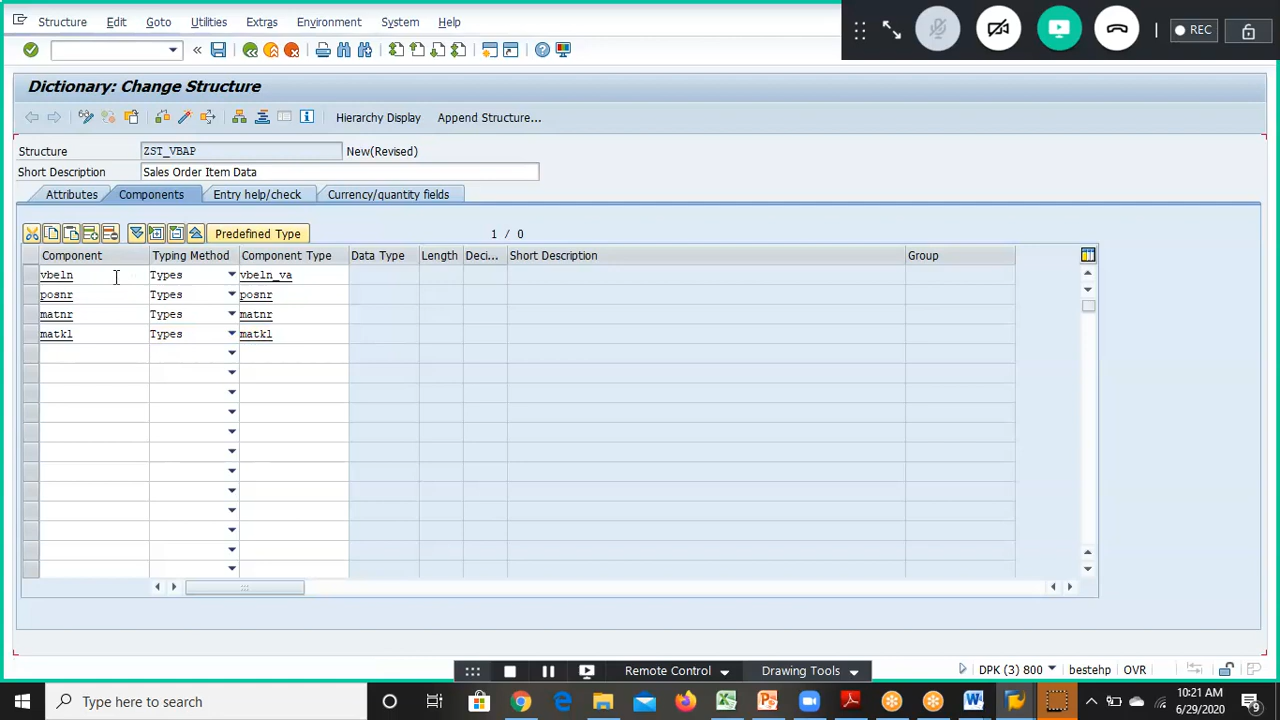 Structure Edit Goto Utilities Extras Environment System Help
REC
Dictionary: Change Structure
Hierarchy Display Append Structure...
Structure ZST_VBAP New(Revised)
Short Description Sales Order Item Data
Attributes Components Entry help/check Currency/quantity fields
Predefined Type 1 / 0
Component Typing Method Component Type Data Type Length Deci... Short Description Group
vbeln Types vbeln_va
posnr Types posnr
matnr Types matnr
matkl Types matkl
Remote Control Drawing Tools
DPK (3) 800 bestehp OVR
Type here to search
10:21 AM
6/29/2020
9